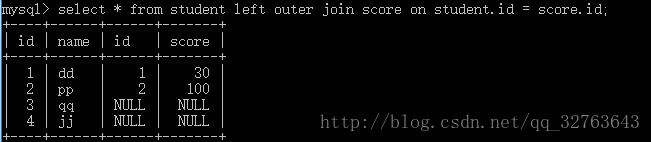 mysql> select * from student left outer join score on student.id = score.id;
+------+------+------+-------+
| id | name | id | score |
+------+------+------+-------+
| 1 | dd | 1 | 30 |
| 2 | pp | 2 | 100 |
| 3 | qq | NULL | NULL |
| 4 | jj | NULL | NULL |
+------+------+------+-------+
http://blog.csdn.net/qq_32763643